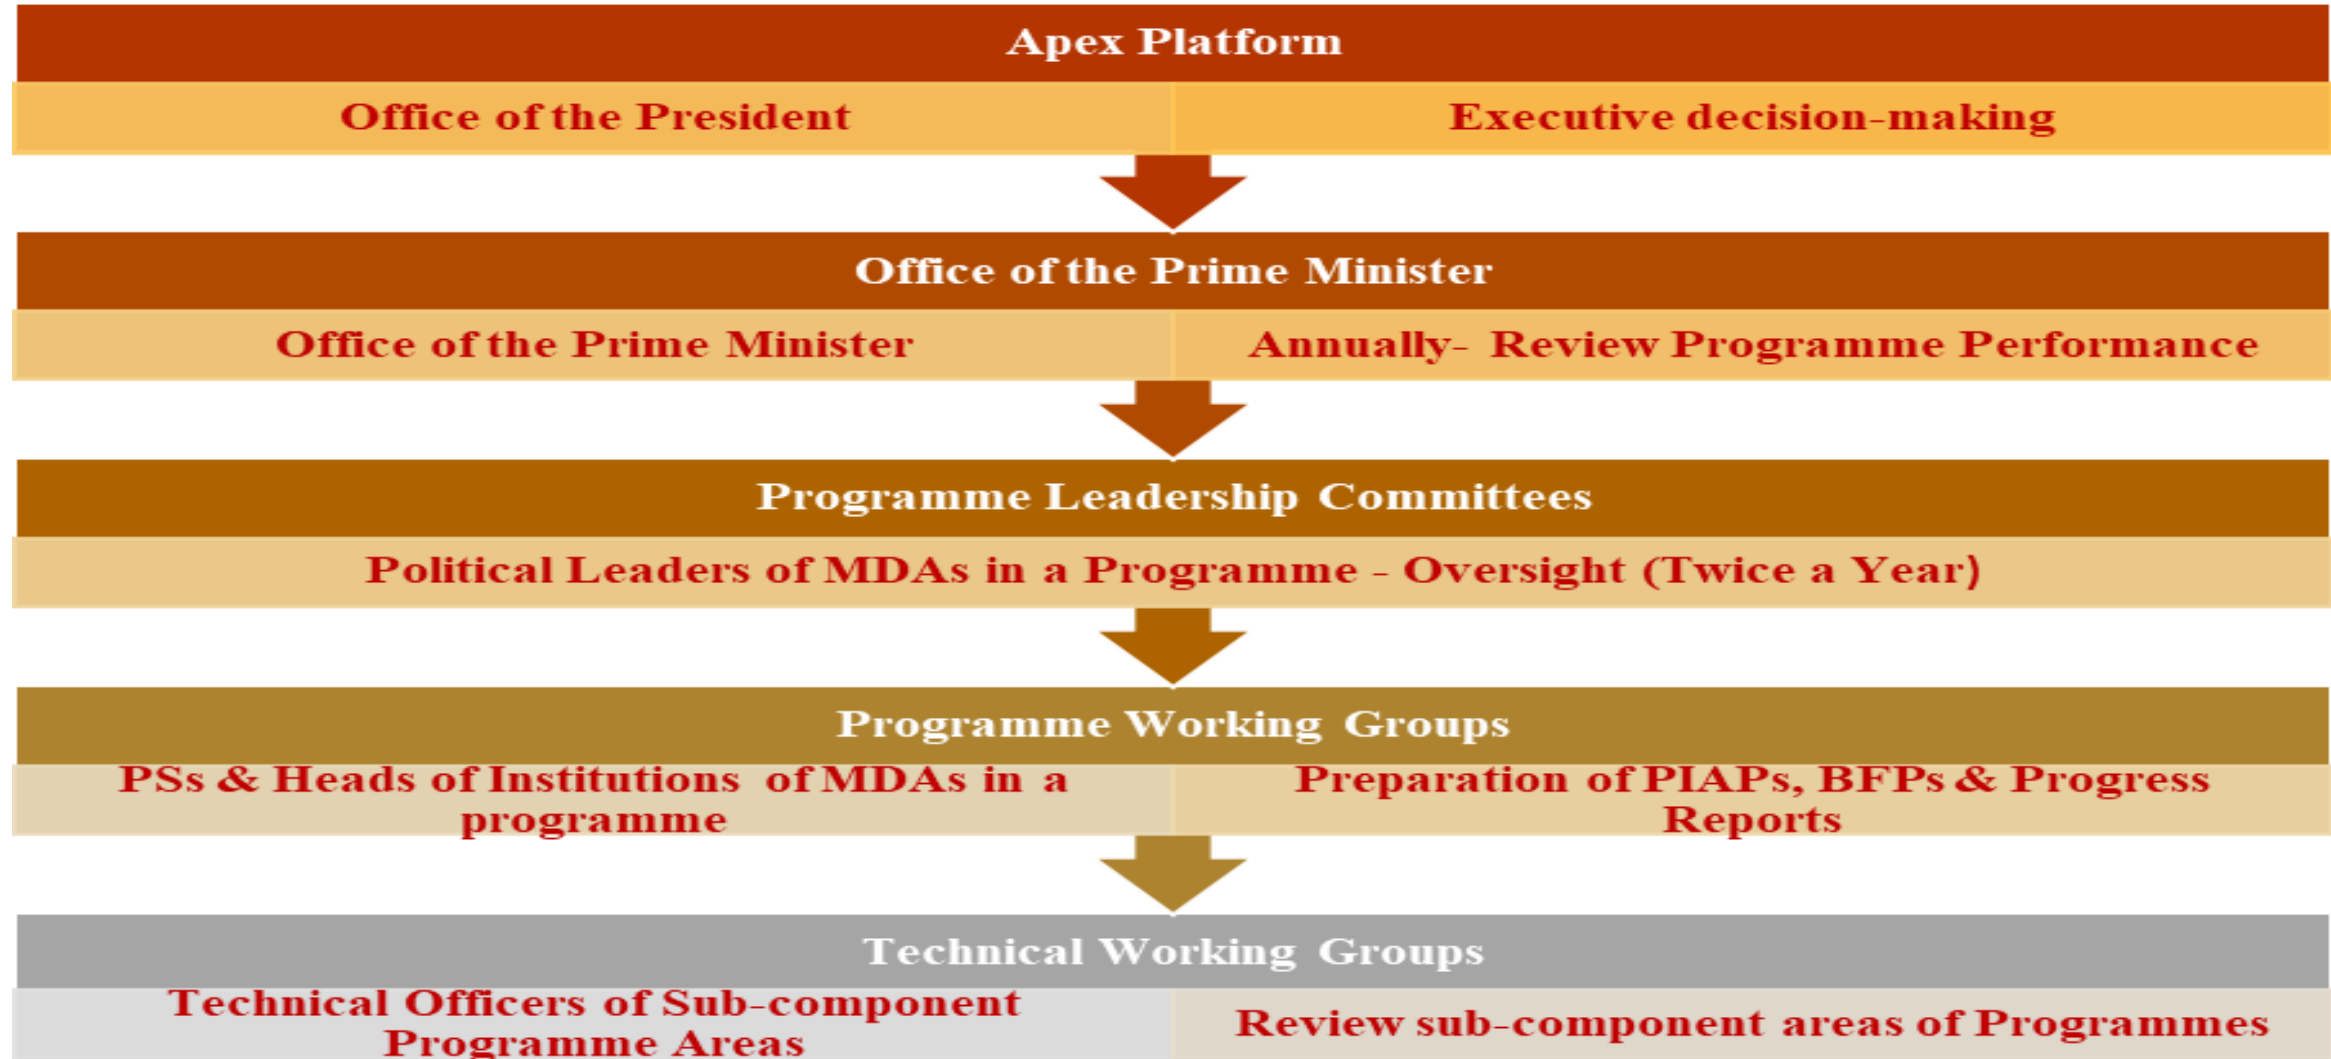 Apex Platform
Office of the President
Executive decision-making
Office of the Prime Minister
Office of the Prime Minister
Annually- Review Programme Performance
Programme Leadership Committees
Political Leaders of MDAs in a Programme - Oversight (Twice a Year)
Programme Working Groups
PSs & Heads of Institutions of MDAs in a
programme
Preparation of PIAPs, BFPs & Progress
Reports
Technical Working Groups
Technical Officers of Sub-component
Programme Areas
Review sub-component areas of Programmes